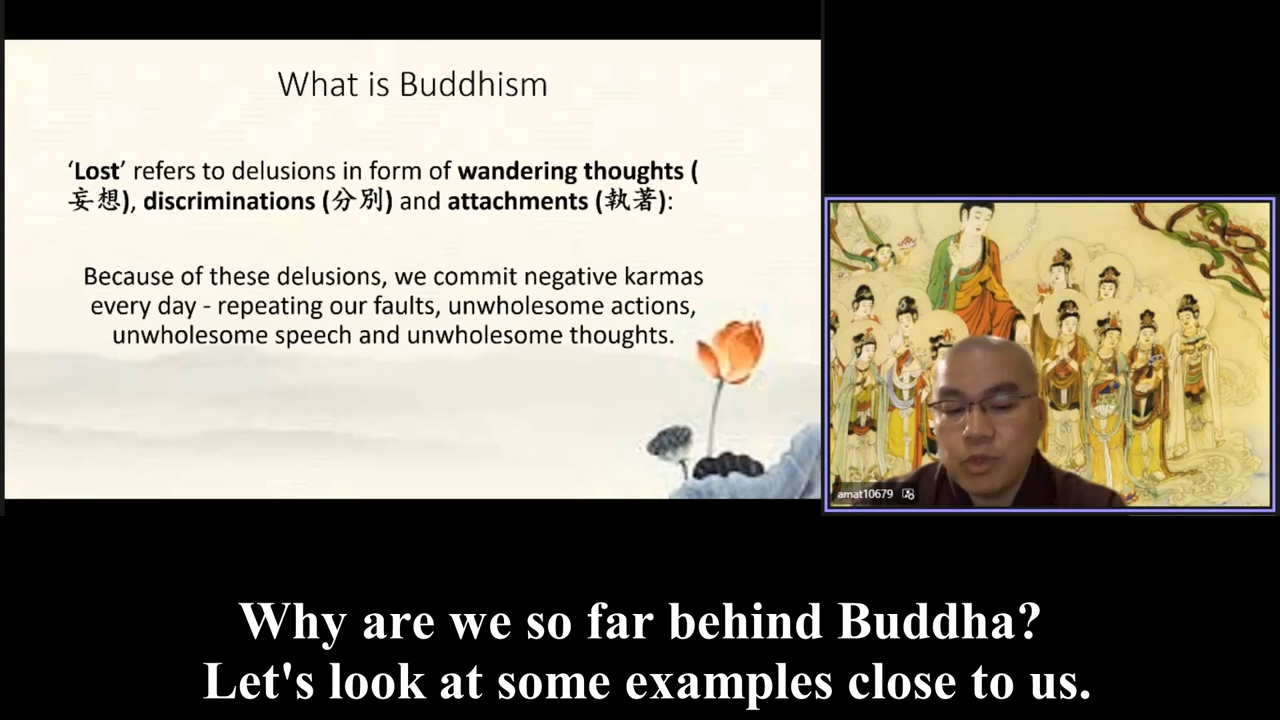 What is Buddhism
‘Lost’ refers to delusions in form of wandering thoughts (
妄想), discriminations (分別) and attachments (執著):
Because of these delusions, we commit negative karmas
every day - repeating our faults, unwholesome actions,
unwholesome speech and unwholesome thoughts.
amat10679
Why are we so far behind Buddha?
Let's look at some examples close to us.